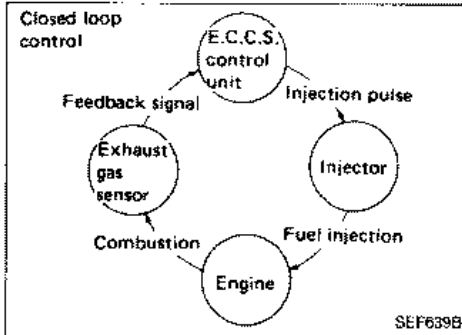 Closed loop
control
E.C.C.S.
control
unit
Feedback signal
Injection pulse
Exhaust
gas
sensor
Injector
Combustion
Fuel injection
Engine
SEF639B